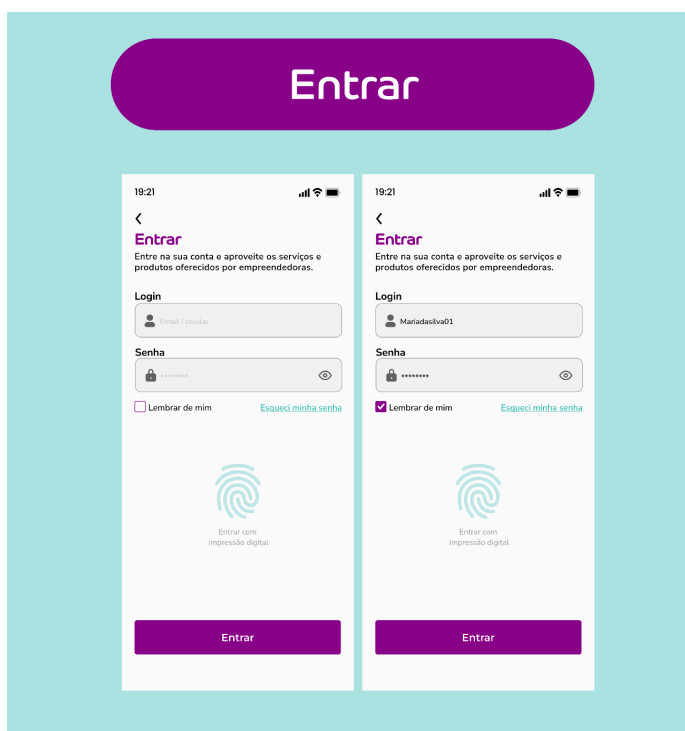 Entrar
19:21
Entrar
Entre na sua conta e aproveite os serviços e
produtos oferecidos por empreendedoras.
Login
Email / celular
Senha
••••••••
Lembrar de mim
Esqueci minha senha
Entrar com
impressão digital
Entrar
19:21
Entrar
Entre na sua conta e aproveite os serviços e
produtos oferecidos por empreendedoras.
Login
Mariadasilva01
Senha
••••••••
Lembrar de mim
Esqueci minha senha
Entrar com
impressão digital
Entrar